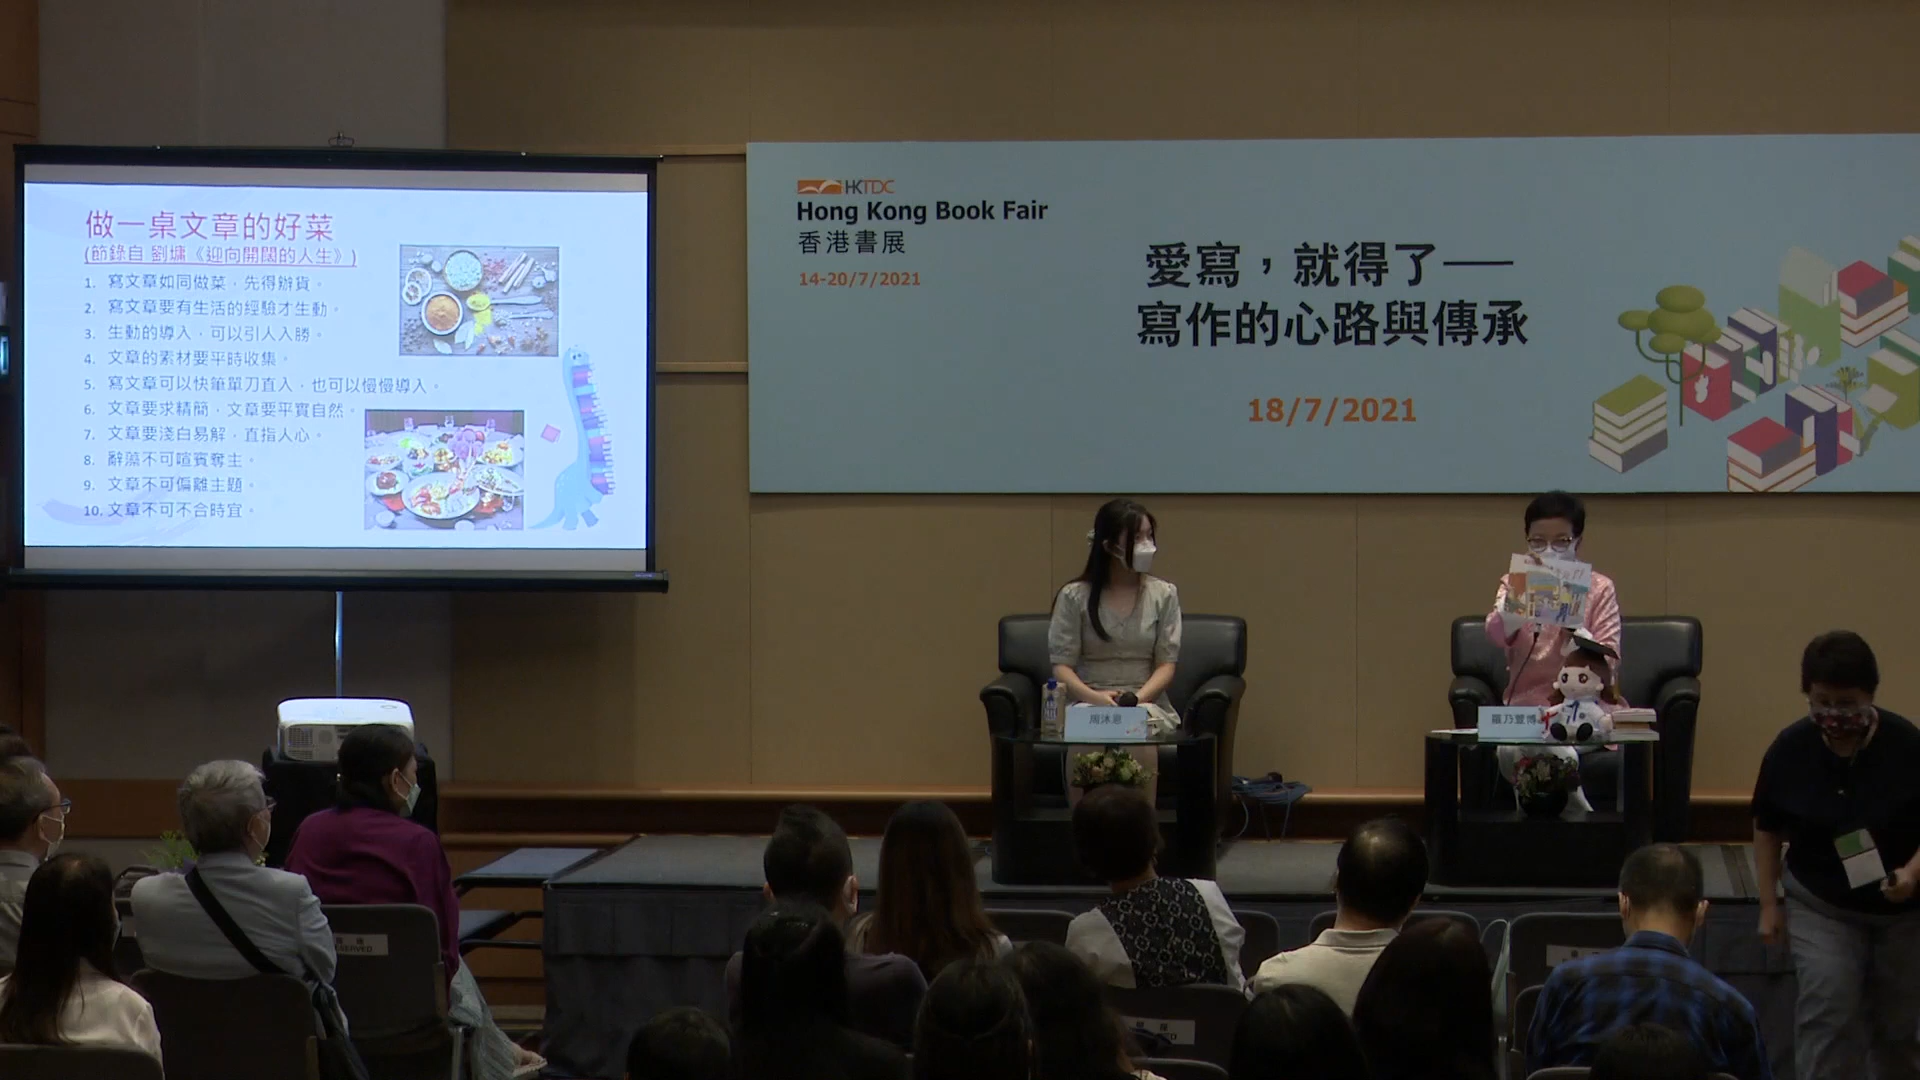 做一桌文章的好菜
(節錄自 劉墉《迎向開闊的人生》)
1. 寫文章如同做菜，先得辦貨。
2. 寫文章要有生活的經驗才生動。
3. 生動的導入，可以引人入勝。
4. 文章的素材要平時收集。
5. 寫文章可以快筆單刀直入，也可以慢慢導入。
6. 文章要求精簡，文章要平實自然。
7. 文章要淺白易解，直指人心。
8. 辭藻不可喧賓奪主。
9. 文章不可偏離主題。
10. 文章不可不合時宜。
HKTDC
Hong Kong Book Fair
香港書展
14-20/7/2021
愛寫，就得了——
寫作的心路與傳承
18/7/2021
周沐恩
羅乃萱博
RESERVED